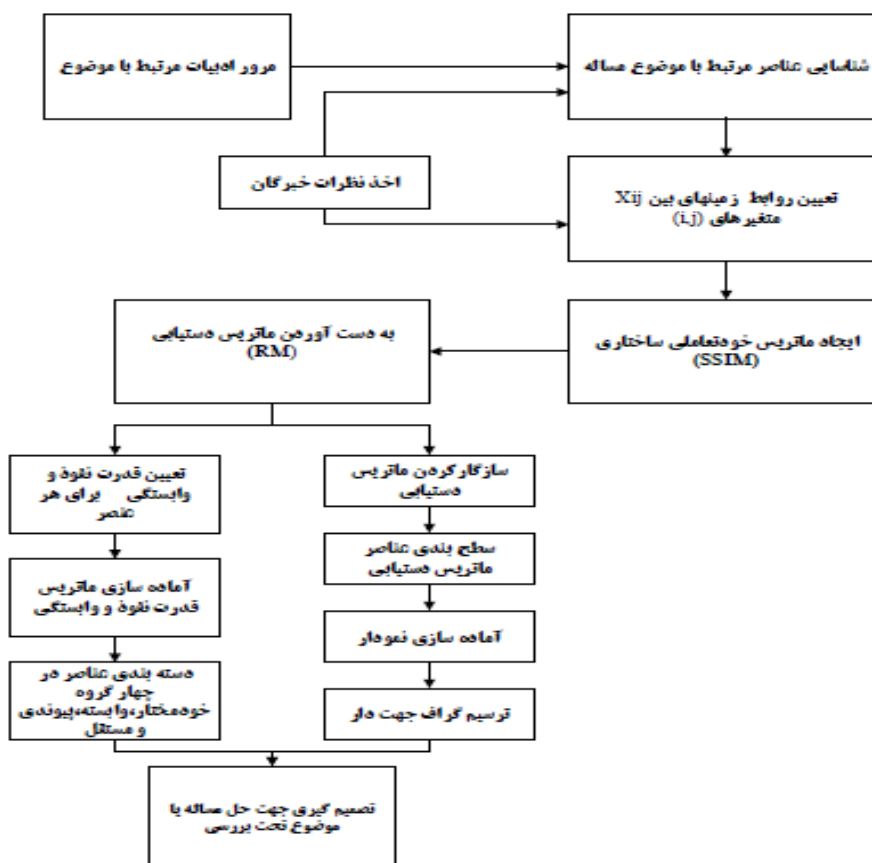 مرور ادبیات مرتبط با موضوع
شناسایی عناصر مرتبط با موضوع مساله
اخذ نظرات خبرگان
تعیین روابط زمینهای بین Xij
متغیرهای (i,j)
ایجاد ماتریس خودتعاملی ساختاری
(SSIM)
به دست آوردن ماتریس دستیابی
(RM)
سازگارکردن ماتریس
دستیابی
سطح بندی عناصر
ماتریس دستیابی
آماده سازی نمودار
ترسیم گراف جهت دار
تعیین قدرت نفوذ و
وابستگی برای هر
عنصر
آماده سازی ماتریس
قدرت نفوذ و وابستگی
دسته بندی عناصر در
چهار گروه
خودمختار،وابسته،پیوندی
و مستقل
تصمیم گیری جهت حل مساله یا
موضوع تحت بررسی